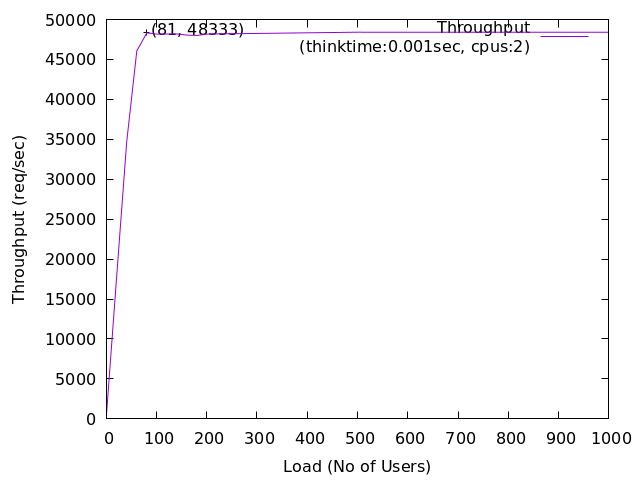 50000
45000
40000
35000
30000
25000
20000
15000
10000
5000
0
Throughput (req/sec)
(81, 48333)
Throughput
(thinktime:0.001sec, cpus:2)
0 100 200 300 400 500 600 700 800 900 1000
Load (No of Users)